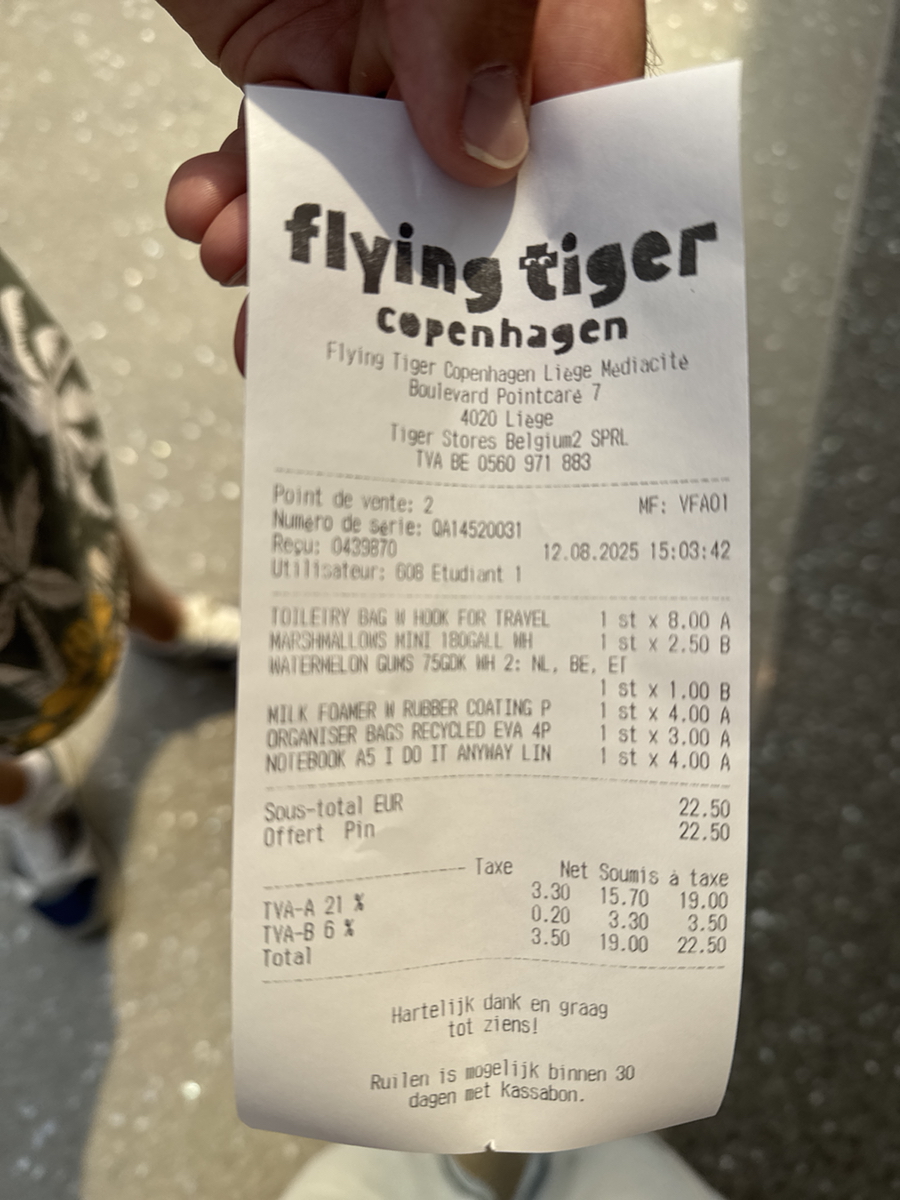 flying tiger
copenhagen
Flying Tiger Copenhagen Liège Médiacité
Boulevard Pointcaré 7
4020 Liège
Tiger Stores Belgium2 SPRL
TVA BE 0560 971 883
Point de vente: 2 MF: VFA01
Numéro de série: QA14520031
Reçu: 0439870 12.08.2025 15:03:42
Utilisateur: 608 Etudiant 1
TOILETRY BAG W HOOK FOR TRAVEL 1 st x 8.00 A
MARSHMALLOWS MINI 180GALL WH 1 st x 2.50 B
WATERMELON GUMS 75GDK WH 2: NL, BE, ET
1 st x 1.00 B
MILK FOAMER W RUBBER COATING P 1 st x 4.00 A
ORGANISER BAGS RECYCLED EVA 4P 1 st x 3.00 A
NOTEBOOK A5 I DO IT ANYWAY LIN 1 st x 4.00 A
Sous-total EUR 22.50
Offert Pin 22.50
Taxe Net Soumis à taxe
TVA-A 21 % 3.30 15.70 19.00
TVA-B 6 % 0.20 3.30 3.50
Total 3.50 19.00 22.50
Hartelijk dank en graag
tot ziens!
Ruilen is mogelijk binnen 30
dagen met kassabon.